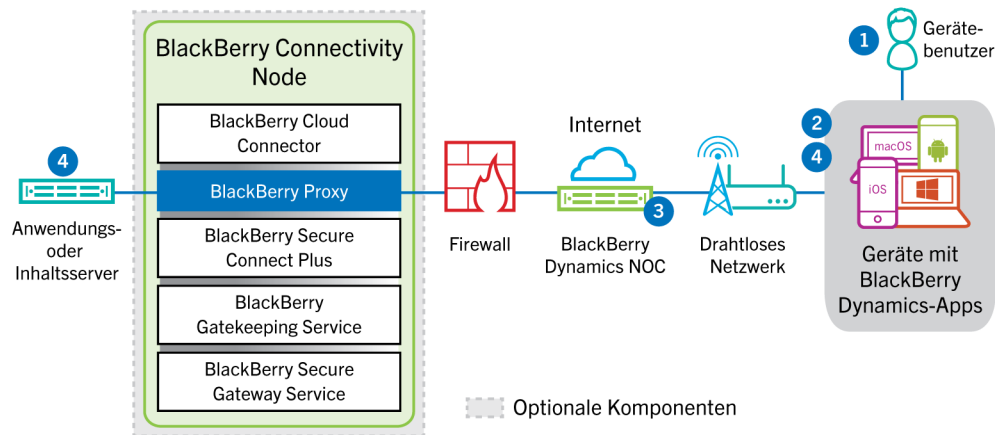 BlackBerry Connectivity
Node
BlackBerry Cloud
Connector
BlackBerry Proxy
BlackBerry Secure
Connect Plus
BlackBerry
Gatekeeping Service
BlackBerry Secure
Gateway Service
4
Anwendungs-
oder
Inhaltsserver
Firewall
Internet
3
BlackBerry
Dynamics NOC
Drahtloses
Netzwerk
1
Geräte-
benutzer
2
4
macOS
iOS
Geräte mit
BlackBerry
Dynamics-Apps
Optionale Komponenten